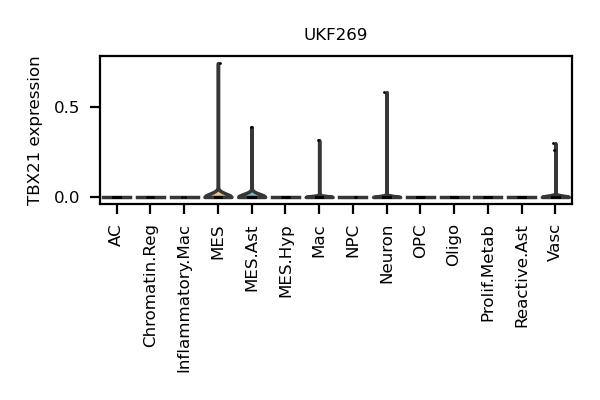 UKF269
TBX21 expression
0.5
0.0
AC
Chromatin.Reg
Inflammatory.Mac
MES
MES.Ast
MES.Hyp
Mac
NPC
Neuron
OPC
Oligo
Prolif.Metab
Reactive.Ast
Vasc